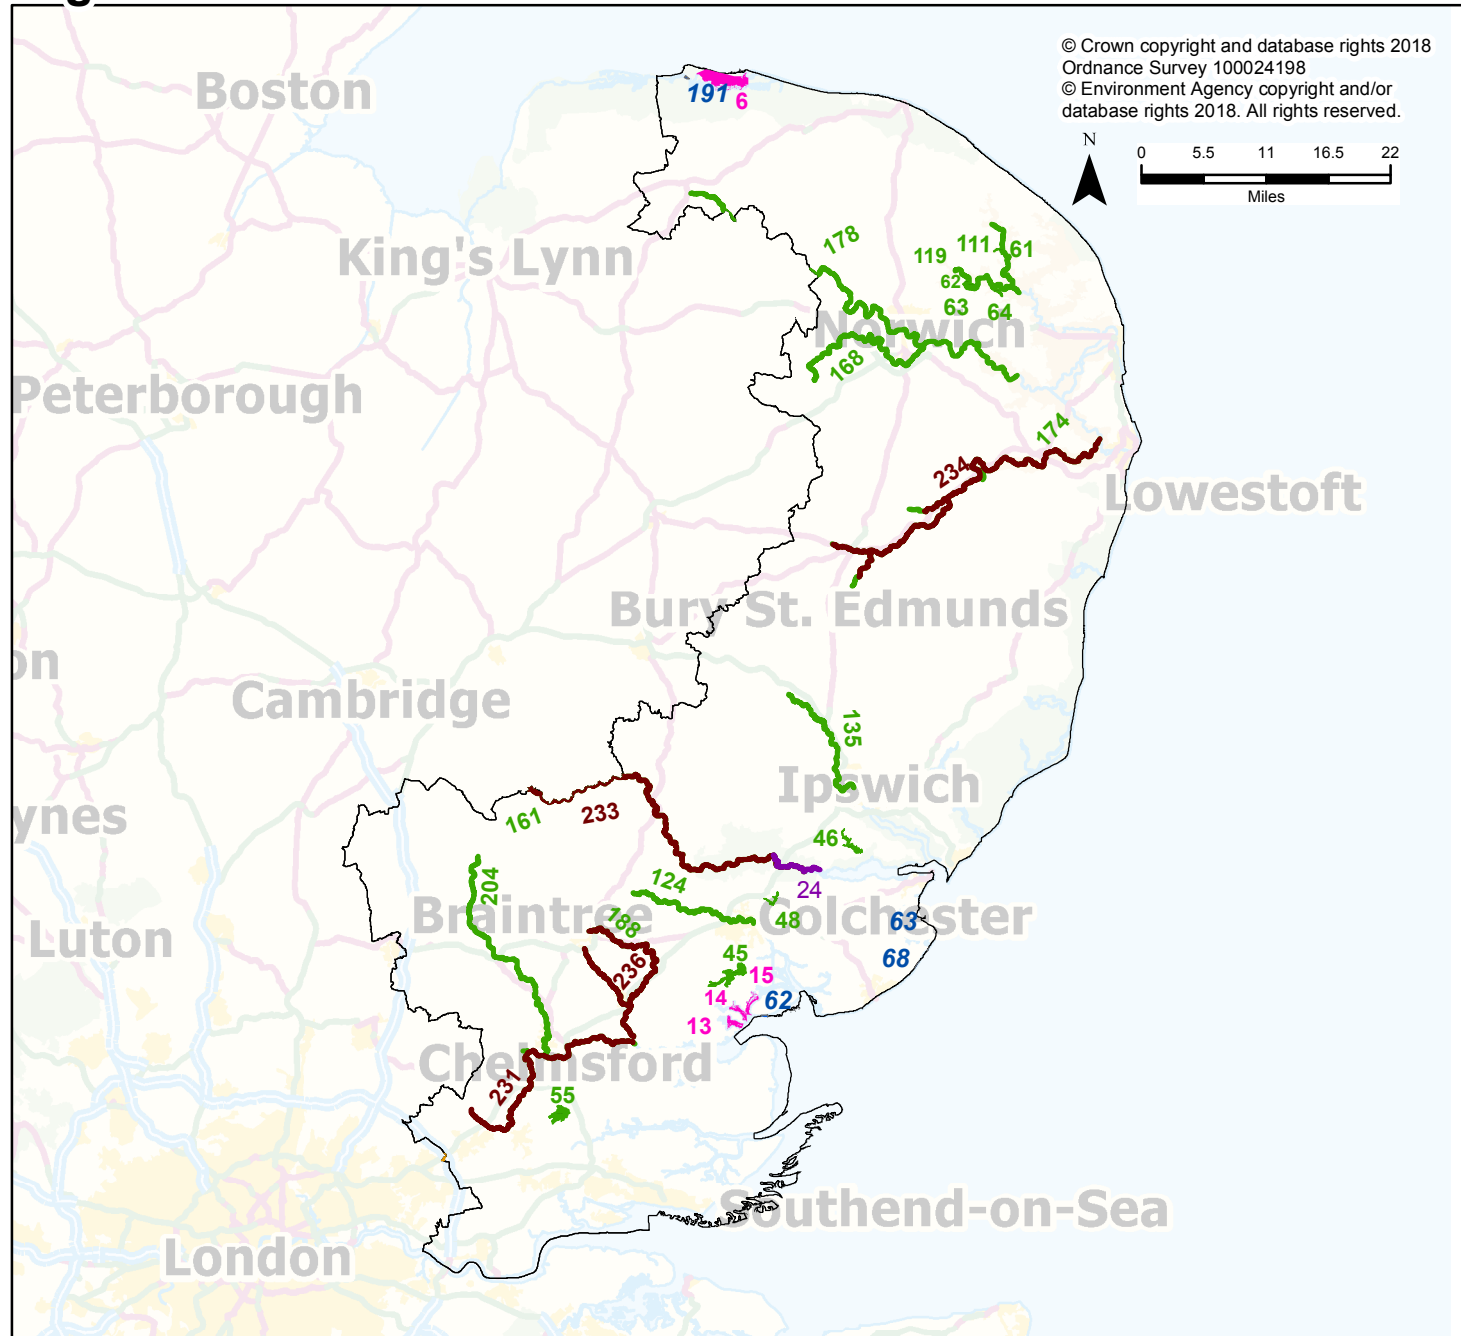 © Crown copyright and database rights 2018
Ordnance Survey 100024198
© Environment Agency copyright and/or
database rights 2018. All rights reserved.
N
0 5.5 11 16.5 22
Miles
Boston
191
6
King's Lynn
178
119
111
61
62
63
64
Norwich
168
Peterborough
174
234
Lowestoft
Bury St. Edmunds
on
Cambridge
135
Ipswich
ynes
161
233
46
24
204
124
Braintree
188
48
Colchester
63
Luton
68
236
45
15
14
62
13
Chelmsford
231
55
Southend-on-Sea
London